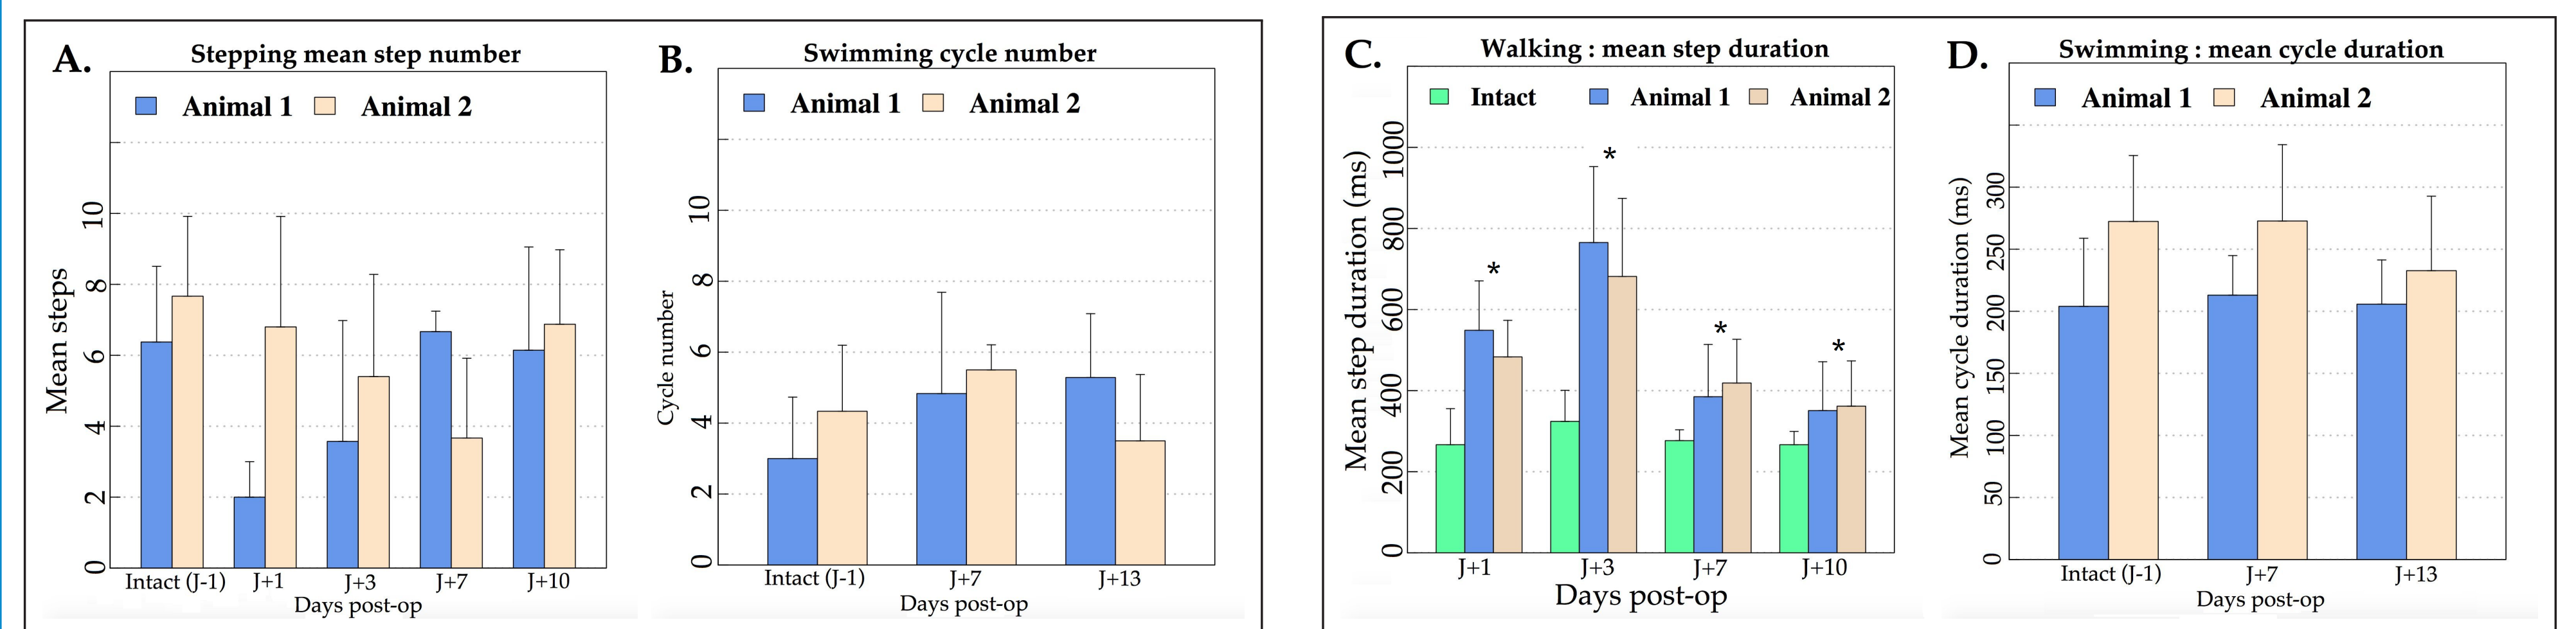 A.
Stepping mean step number
Animal 1 Animal 2
Mean steps
10
8
6
4
2
0
Intact (J-1) J+1 J+3 J+7 J+10
Days post-op
B.
Swimming cycle number
Animal 1 Animal 2
Cycle number
10
8
6
4
2
0
Intact (J-1) J+7 J+13
Days post-op
C.
Walking : mean step duration
Intact Animal 1 Animal 2
Mean step duration (ms)
1000
800
600
400
200
0
* * * *
J+1 J+3 J+7 J+10
Days post-op
D.
Swimming : mean cycle duration
Animal 1 Animal 2
Mean cycle duration (ms)
300
250
200
150
100
50
0
Intact (J-1) J+7 J+13
Days post-op